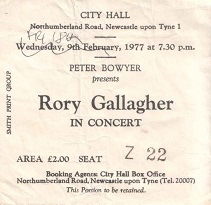 CITY HALL
Northumberland Road, Newcastle upon Tyne 1
Wednesday, 9th February, 1977 at 7.30 p.m.
PETER BOWYER
presents
Rory Gallagher
IN CONCERT
AREA £2.00 SEAT Z 22
Booking Agents: City Hall Box Office
Northumberland Road, Newcastle upon Tyne (Tel. 20007)
This Portion to be retained.
SMITH PRINT GROUP